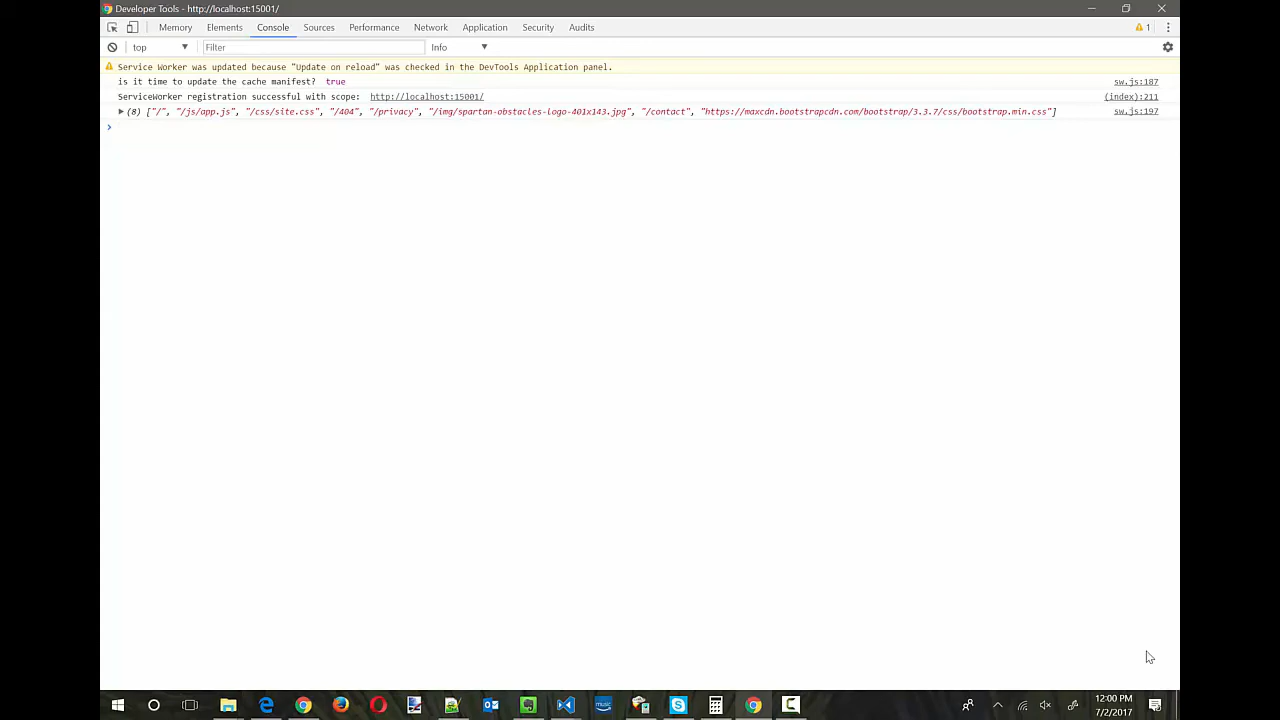 Developer Tools - http://localhost:15001/
Memory Elements Console Sources Performance Network Application Security Audits 1
top Filter Info
Service Worker was updated because "Update on reload" was checked in the DevTools Application panel.
is it time to update the cache manifest? true sw.js:187
ServiceWorker registration successful with scope: http://localhost:15001/ (index):211
(8) ["/", "/js/app.js", "/css/site.css", "/404", "/privacy", "/img/spartan-obstacles-logo-401x143.jpg", "/contact", "https://maxcdn.bootstrapcdn.com/bootstrap/3.3.7/css/bootstrap.min.css"] sw.js:197
music
12:00 PM
7/2/2017